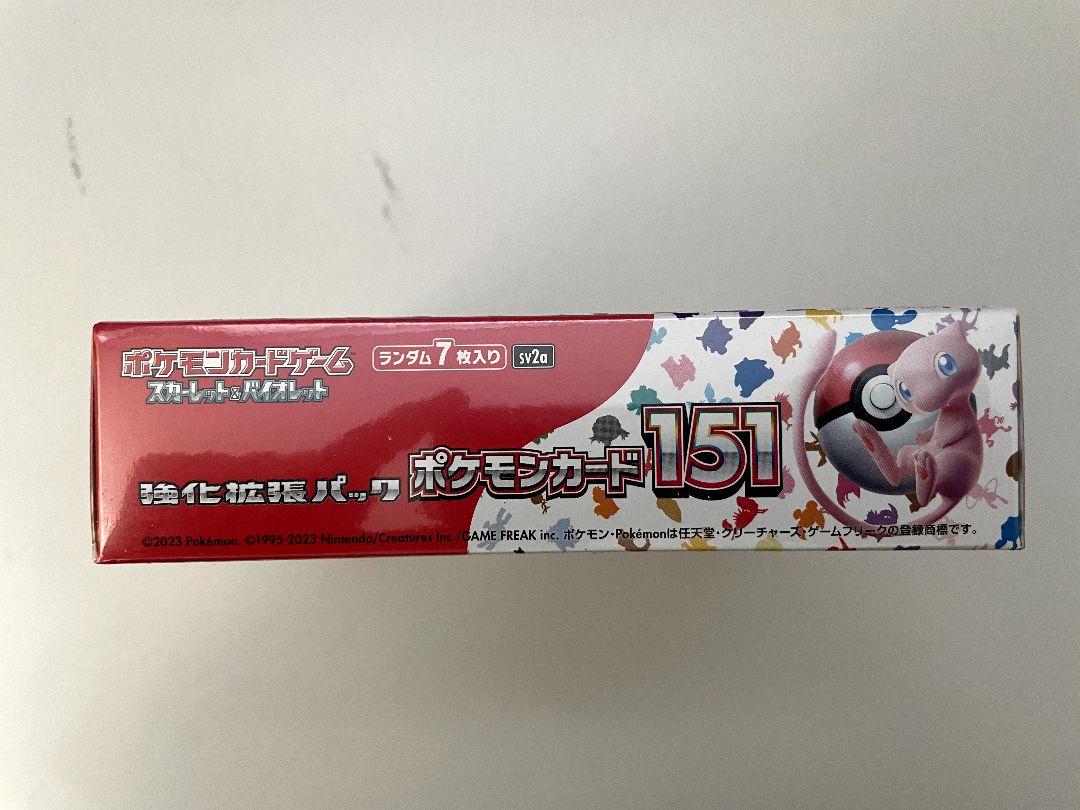 ポケモンカードゲーム
スカーレット&バイオレット
ランダム7枚入り
sv2a
強化拡張パック
ポケモンカード151
©2023 Pokémon. ©1995-2023 Nintendo/Creatures Inc./GAME FREAK inc. ポケモン・Pokémonは任天堂・クリーチャーズ・ゲームフリークの登録商標です。